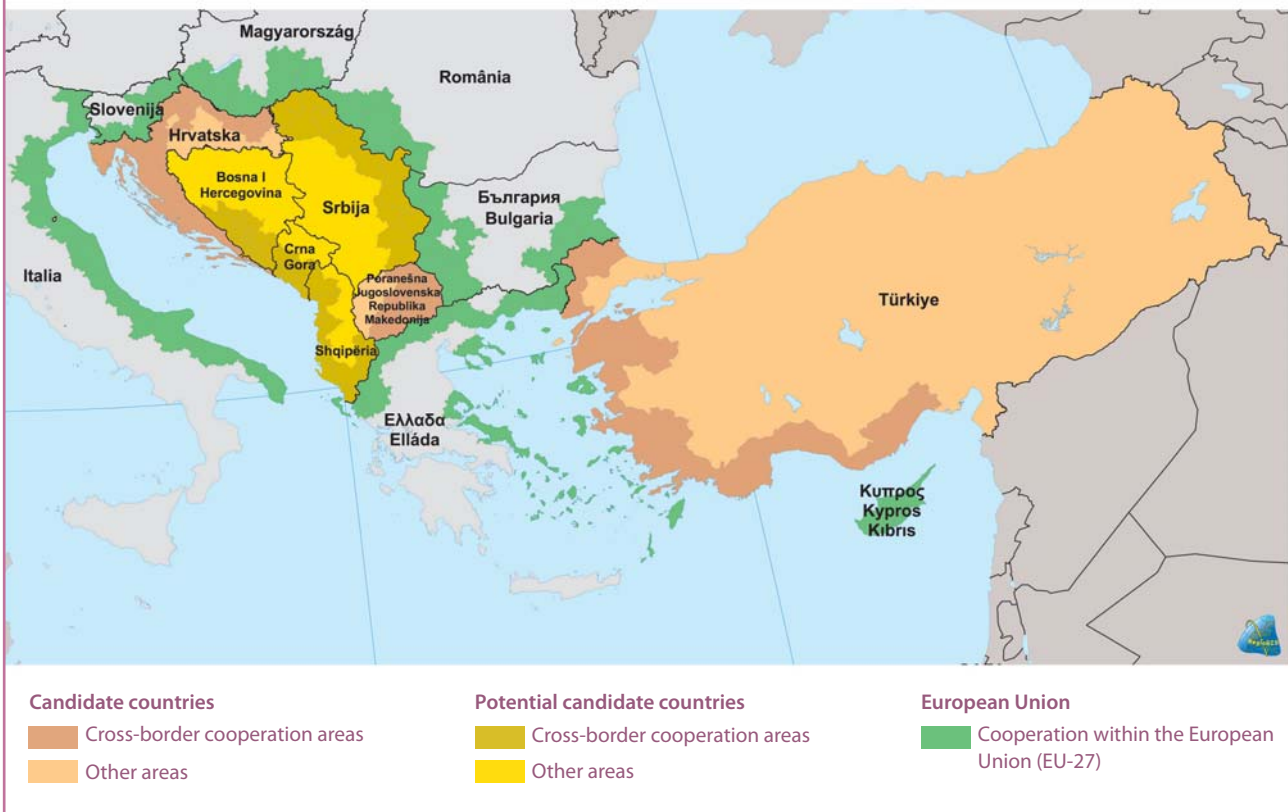 Magyarország
România
Slovenija
Hrvatska
Bosna I
Hercegovina
Srbija
България
Bulgaria
Crna
Gora
Italia
Poranešna
Jugoslovenska
Republika
Makedonija
Türkiye
Shqipëria
Ελλαδα
Elláda
Κυπρος
Kypros
Kıbrıs
Candidate countries
Cross-border cooperation areas
Other areas
Potential candidate countries
Cross-border cooperation areas
Other areas
European Union
Cooperation within the European
Union (EU-27)